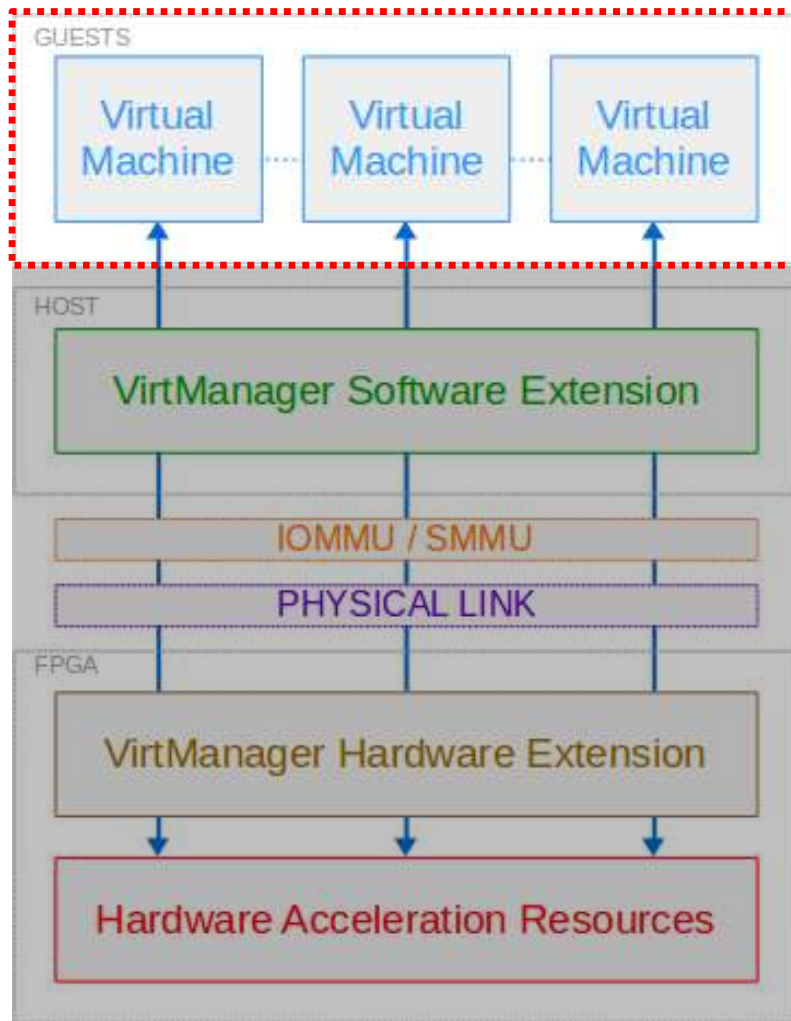 GUESTS
Virtual Virtual Virtual
Machine Machine Machine
HOST
VirtManager Software Extension
IOMMU / SMMU
PHYSICAL LINK
FPGA
VirtManager Hardware Extension
Hardware Acceleration Resources